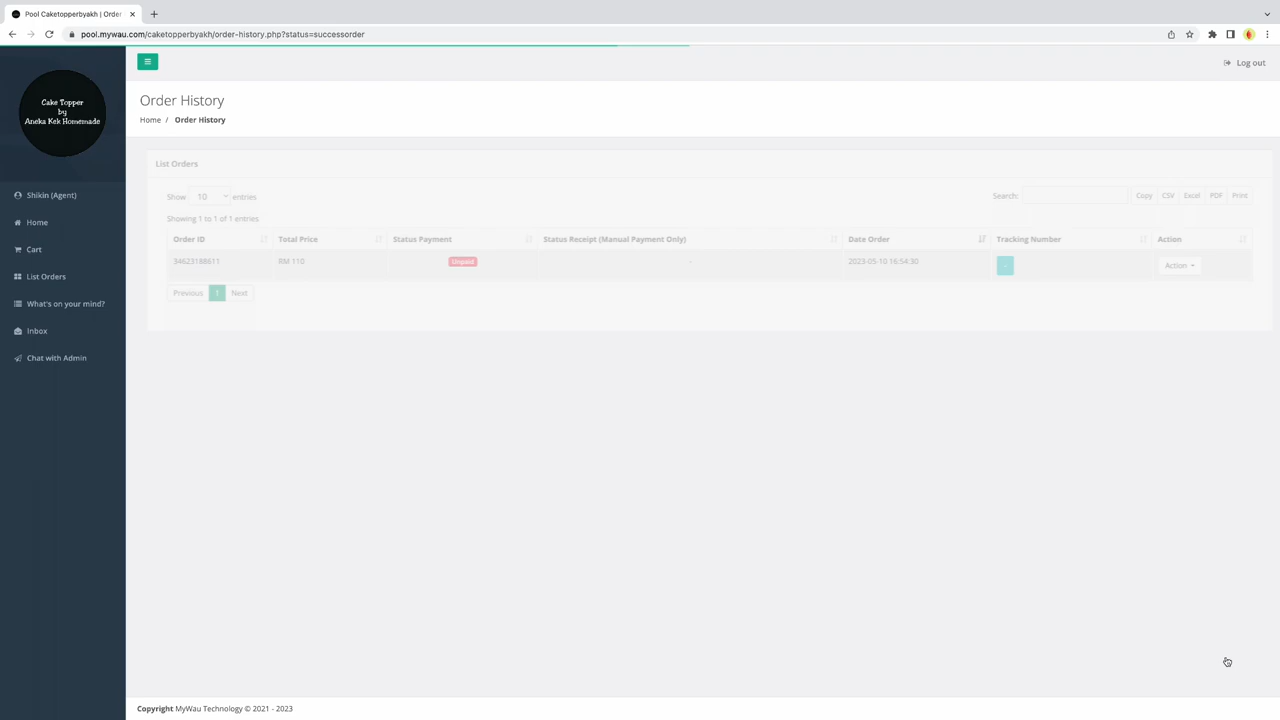 Pool Caketopperbyakh | Order
pool.mywau.com/caketopperbyakh/order-history.php?status=successorder
Cake Topper
by
Aneka Kek Homemade
Log out
Order History
Home / Order History
List Orders
Show 10 entries
Search: Copy CSV Excel PDF Print
Showing 1 to 1 of 1 entries
Order ID Total Price Status Payment Status Receipt (Manual Payment Only) Date Order Tracking Number Action
34623188611 RM 110 Unpaid - 2023-05-10 16:54:30 - Action
Previous 1 Next
Shikin (Agent)
Home
Cart
List Orders
What's on your mind?
Inbox
Chat with Admin
Copyright MyWau Technology © 2021 - 2023